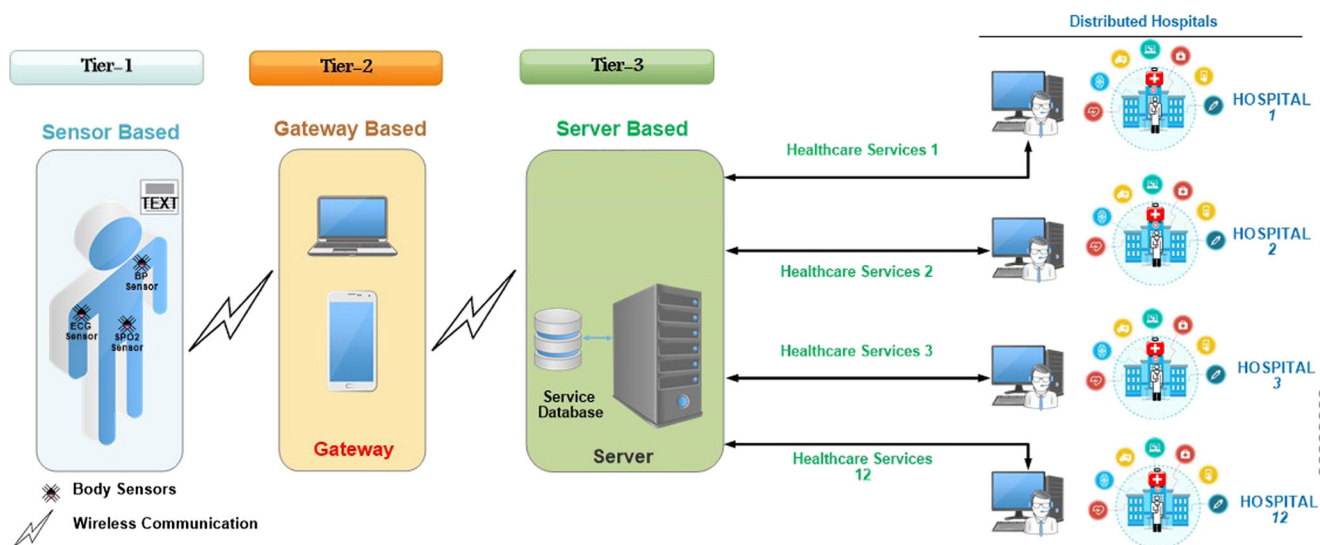 Distributed Hospitals
Tier-1
Tier-2
Tier-3
Sensor Based
Gateway Based
Server Based
TEXT
BP
Sensor
ECG
Sensor
SPO2
Sensor
Gateway
Service
Database
Server
Healthcare Services 1
Healthcare Services 2
Healthcare Services 3
Healthcare Services
12
HOSPITAL
1
HOSPITAL
2
HOSPITAL
3
HOSPITAL
12
Body Sensors
Wireless Communication